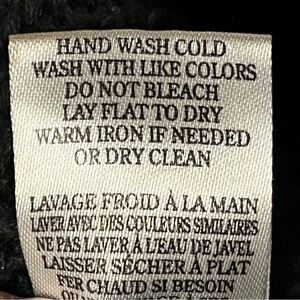 HAND WASH COLD
WASH WITH LIKE COLORS
DO NOT BLEACH
LAY FLAT TO DRY
WARM IRON IF NEEDED
OR DRY CLEAN
LAVAGE FROID À LA MAIN
LAVER AVEC DES COULEURS SIMILAIRES
NE PAS LAVER À L'EAU DE JAVEL
LAISSER SÉCHER À PLAT
FER CHAUD SI BESOIN